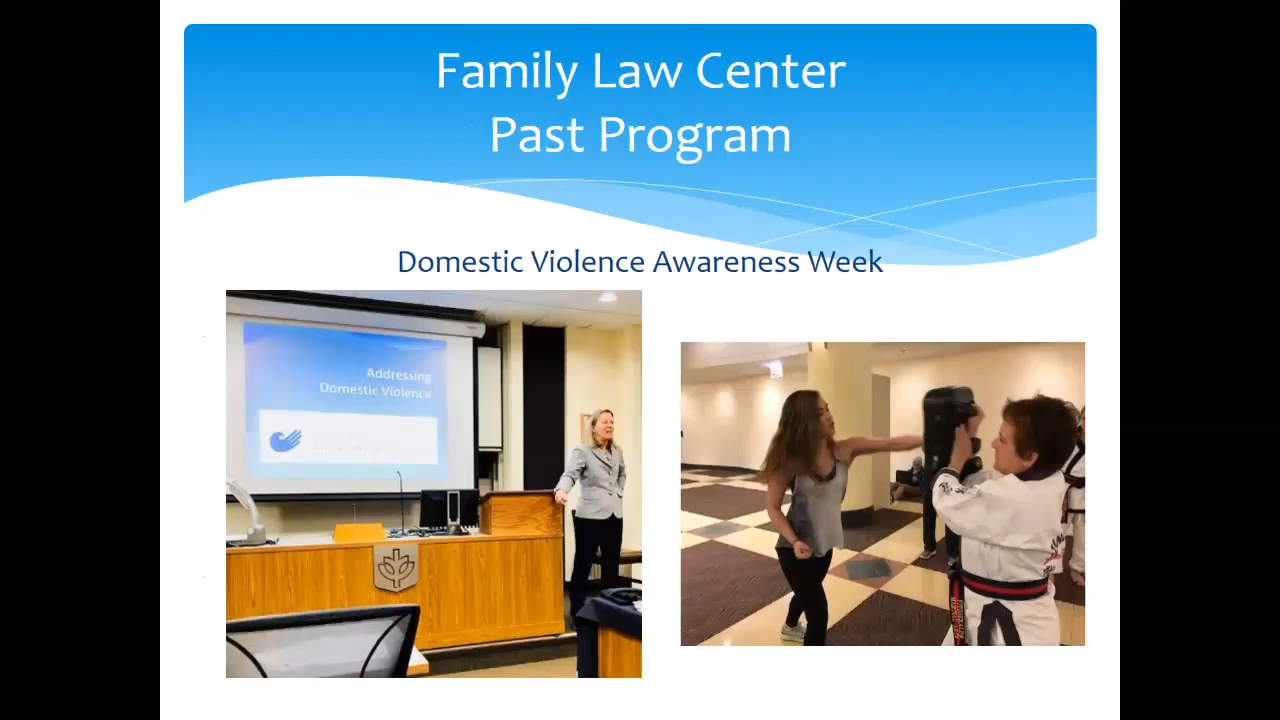 Family Law Center
Past Program
Domestic Violence Awareness Week
Addressing
Domestic Violence